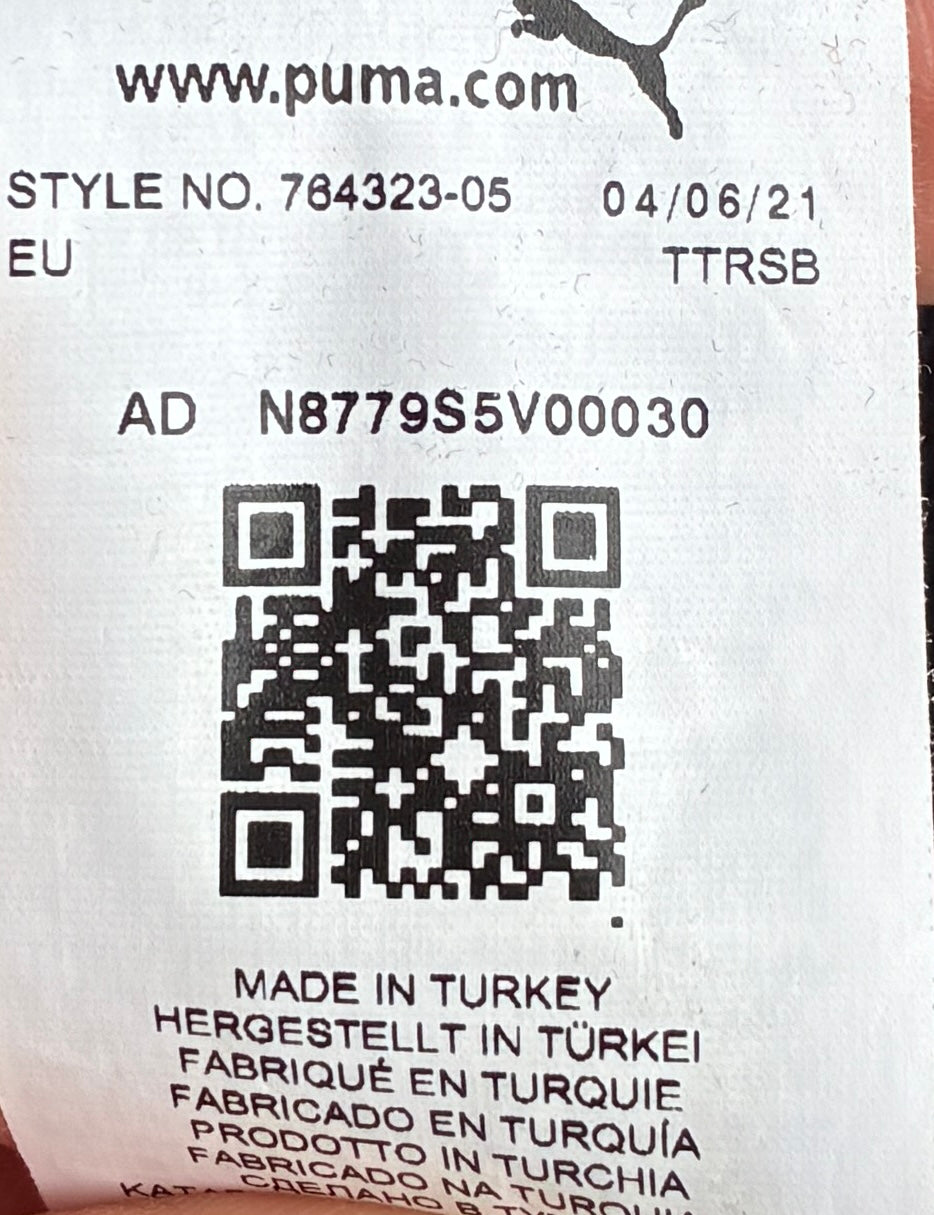 www.puma.com
STYLE NO. 764323-05 04/06/21
EU TTRSB
AD N8779S5V00030
MADE IN TURKEY
HERGESTELLT IN TÜRKEI
FABRIQUÉ EN TURQUIE
FABRICADO EN TURQUÍA
PRODOTTO IN TURCHIA
FABRICADO NA
СДЕЛАНО В